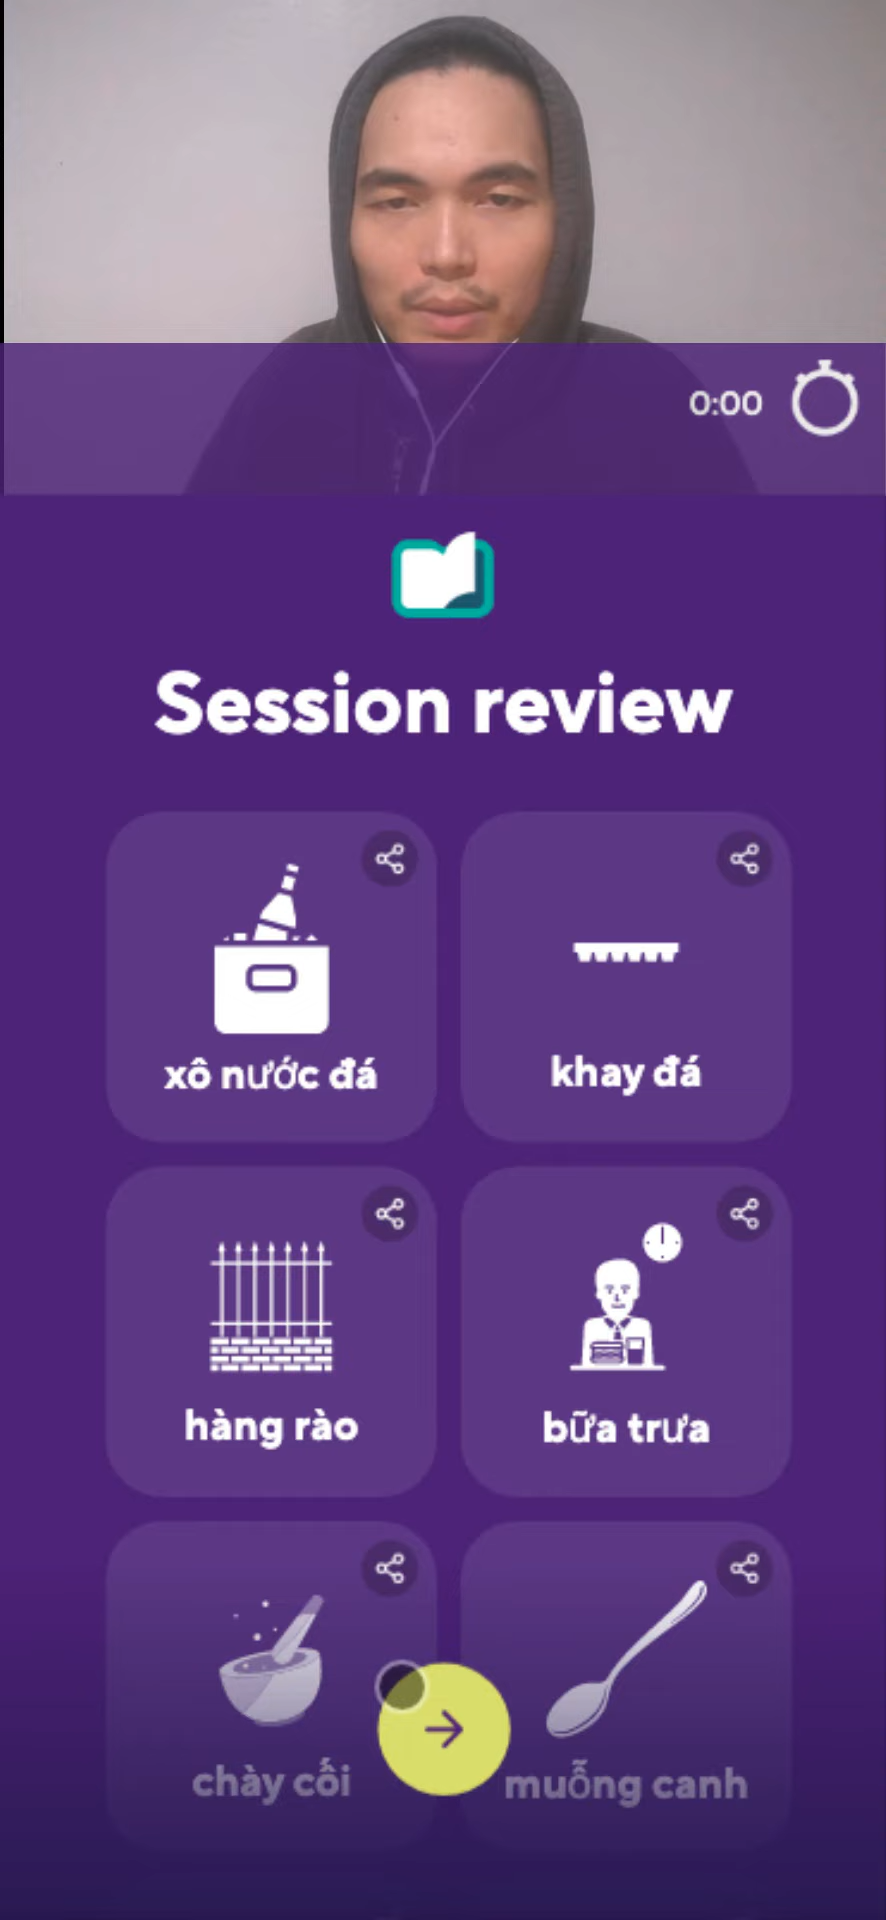 0:00
Session review
xô nước đá
khay đá
hàng rào
bữa trưa
chày cối
muỗng canh